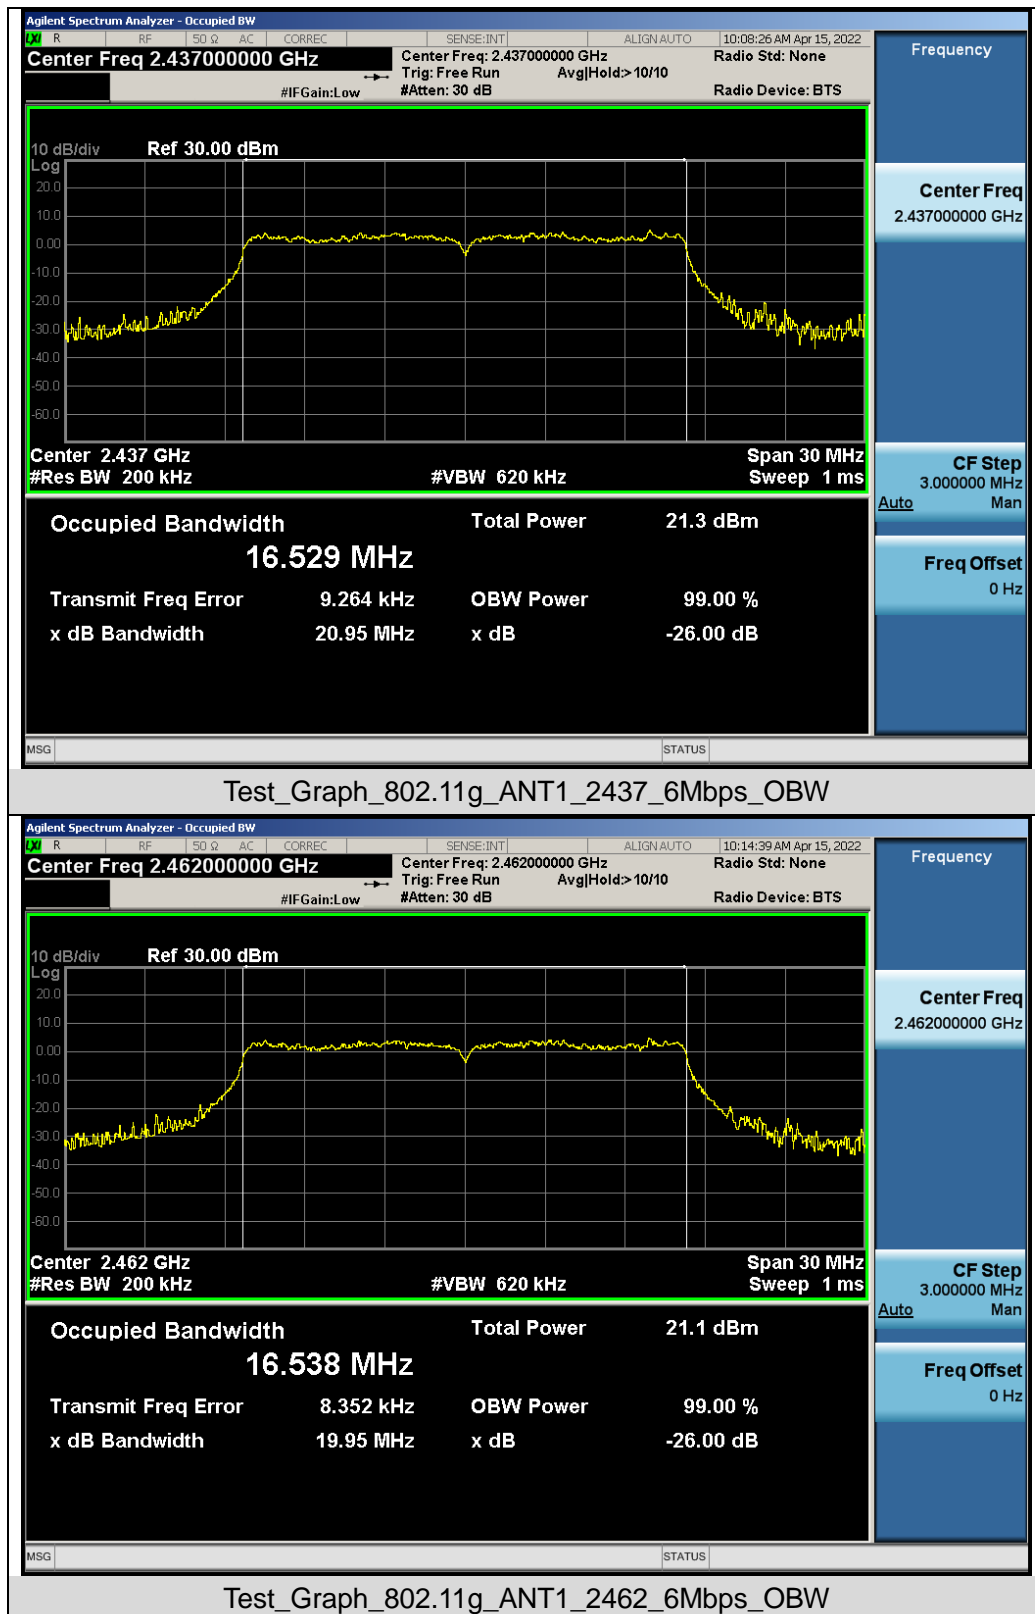 Agilent Spectrum Analyzer - Occupied BW
LXI R RF 50 Ω AC CORREC SENSE:INT ALIGN AUTO 10:08:26 AM Apr 15, 2022
Center Freq 2.437000000 GHz
Center Freq: 2.437000000 GHz Radio Std: None
Trig: Free Run Avg|Hold:> 10/10
#IFGain:Low #Atten: 30 dB Radio Device: BTS
Frequency
10 dB/div Ref 30.00 dBm
Log
20.0
10.0
0.00
-10.0
-20.0
-30.0
-40.0
-50.0
-60.0
Center 2.437 GHz Span 30 MHz
#Res BW 200 kHz #VBW 620 kHz Sweep 1 ms
Center Freq
2.437000000 GHz
CF Step
3.000000 MHz
Auto Man
Freq Offset
0 Hz
Occupied Bandwidth Total Power 21.3 dBm
16.529 MHz
Transmit Freq Error 9.264 kHz OBW Power 99.00 %
x dB Bandwidth 20.95 MHz x dB -26.00 dB
MSG STATUS
Test_Graph_802.11g_ANT1_2437_6Mbps_OBW
Agilent Spectrum Analyzer - Occupied BW
LXI R RF 50 Ω AC CORREC SENSE:INT ALIGN AUTO 10:14:39 AM Apr 15, 2022
Center Freq 2.462000000 GHz
Center Freq: 2.462000000 GHz Radio Std: None
Trig: Free Run Avg|Hold:> 10/10
#IFGain:Low #Atten: 30 dB Radio Device: BTS
Frequency
10 dB/div Ref 30.00 dBm
Log
20.0
10.0
0.00
-10.0
-20.0
-30.0
-40.0
-50.0
-60.0
Center 2.462 GHz Span 30 MHz
#Res BW 200 kHz #VBW 620 kHz Sweep 1 ms
Center Freq
2.462000000 GHz
CF Step
3.000000 MHz
Auto Man
Freq Offset
0 Hz
Occupied Bandwidth Total Power 21.1 dBm
16.538 MHz
Transmit Freq Error 8.352 kHz OBW Power 99.00 %
x dB Bandwidth 19.95 MHz x dB -26.00 dB
MSG STATUS
Test_Graph_802.11g_ANT1_2462_6Mbps_OBW